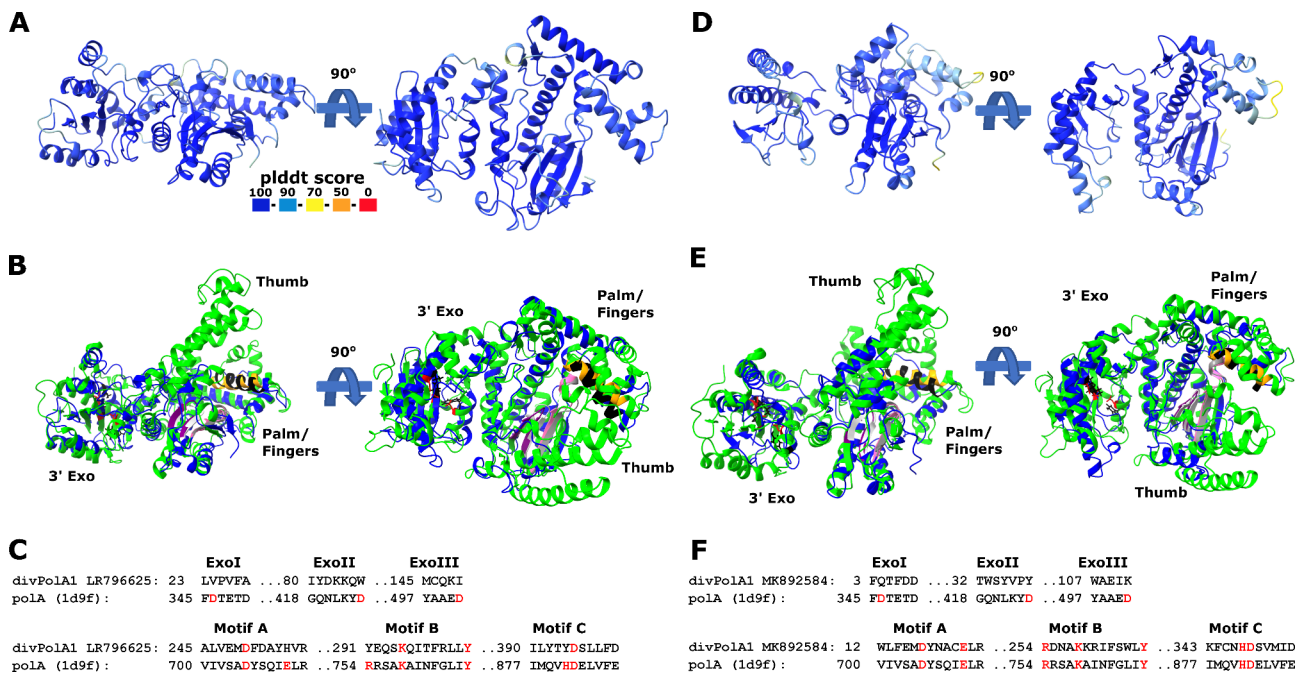 A
90°
plddt score
100 90 70 50 0
B
Thumb
3' Exo
Palm/
Fingers
90°
3' Exo
Palm/
Fingers
Thumb
C
ExoI ExoII ExoIII
divPolA1 LR796625: 23 LVPVFA ...80 IYDKKQW ..145 MCQKI
polA (1d9f): 345 FDTETD ..418 GQNLKYD ..497 YAAED
Motif A Motif B Motif C
divPolA1 LR796625: 245 ALVEMDFDAYHVR ..291 YEQSKQITFRLLY ..390 ILYTYDSLLFD
polA (1d9f): 700 VIVSADYSQIELR ..754 RRSAKAINFGLIY ..877 IMQVHDELVFE
D
90°
E
Thumb
3' Exo
Palm/
Fingers
90°
3' Exo
Palm/
Fingers
Thumb
F
ExoI ExoII ExoIII
divPolA1 MK892584: 3 FQTFDD ...32 TWSYVPY ..107 WAEIK
polA (1d9f): 345 FDTETD ..418 GQNLKYD ..497 YAAED
Motif A Motif B Motif C
divPolA1 MK892584: 12 WLFEMDYNACELR ..254 RDNAKKRIFSWLY ..343 KFCNHDSVMID
polA (1d9f): 700 VIVSADYSQIELR ..754 RRSAKAINFGLIY ..877 IMQVHDELVFE